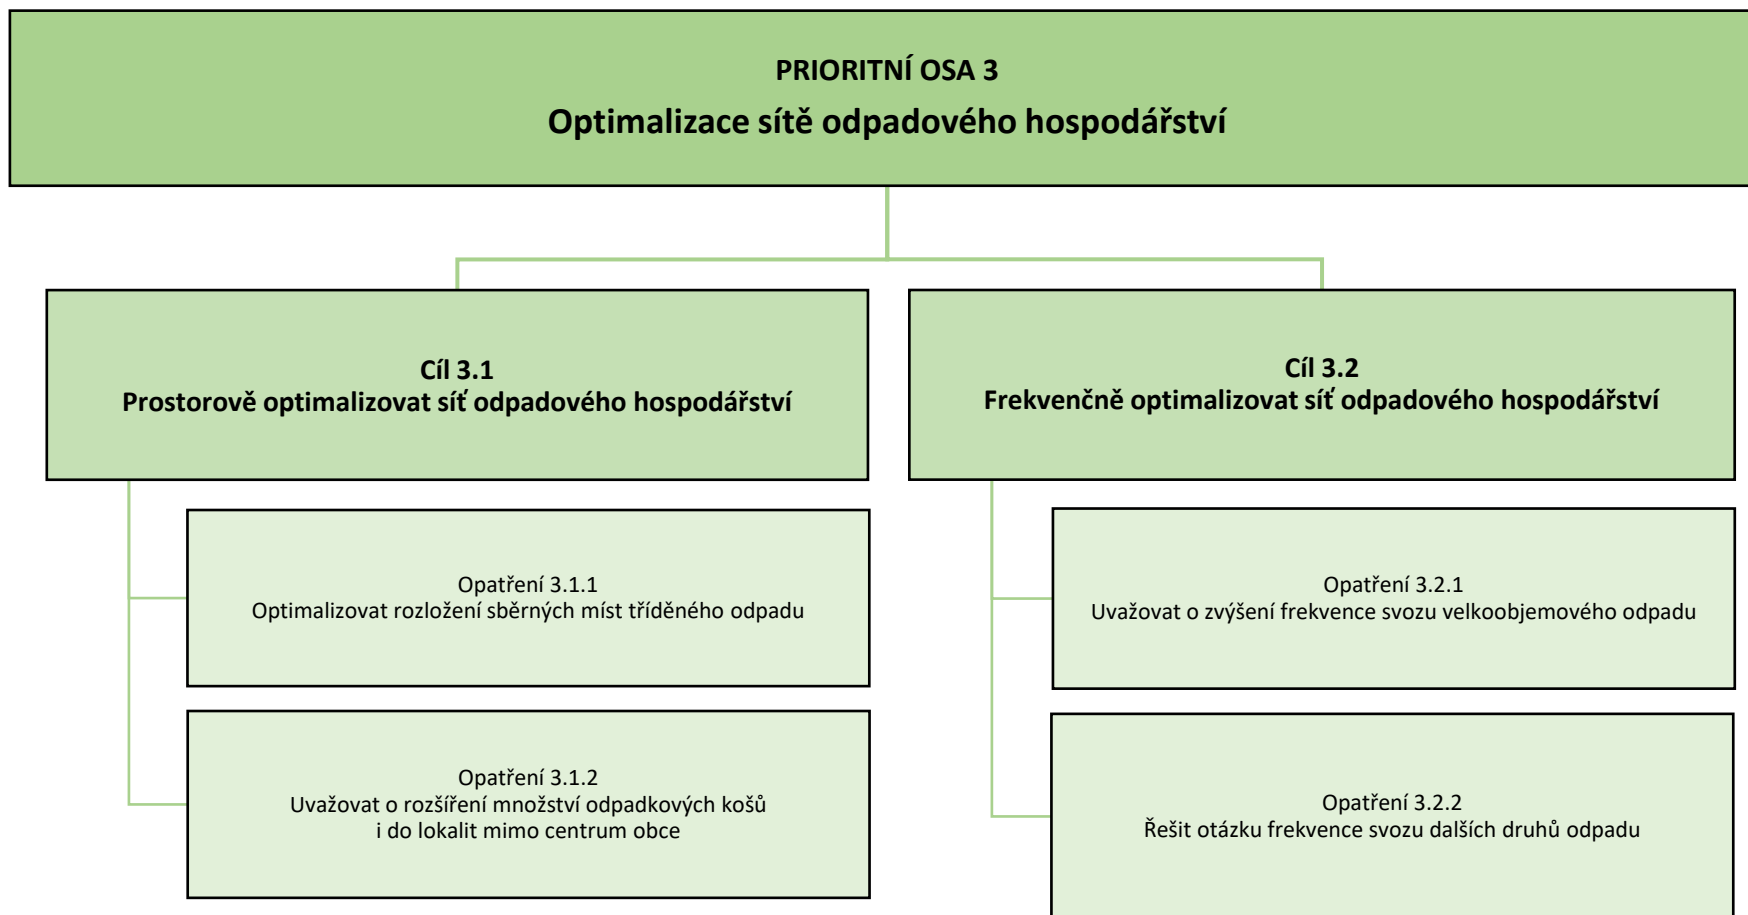 PRIORITNÍ OSA 3
Optimalizace sítě odpadového hospodářství
Cíl 3.1
Prostorově optimalizovat síť odpadového hospodářství
Cíl 3.2
Frekvenčně optimalizovat síť odpadového hospodářství
Opatření 3.1.1
Optimalizovat rozložení sběrných míst tříděného odpadu
Opatření 3.2.1
Uvažovat o zvýšení frekvence svozu velkoobjemového odpadu
Opatření 3.1.2
Uvažovat o rozšíření množství odpadkových košů
i do lokalit mimo centrum obce
Opatření 3.2.2
Řešit otázku frekvence svozu dalších druhů odpadu